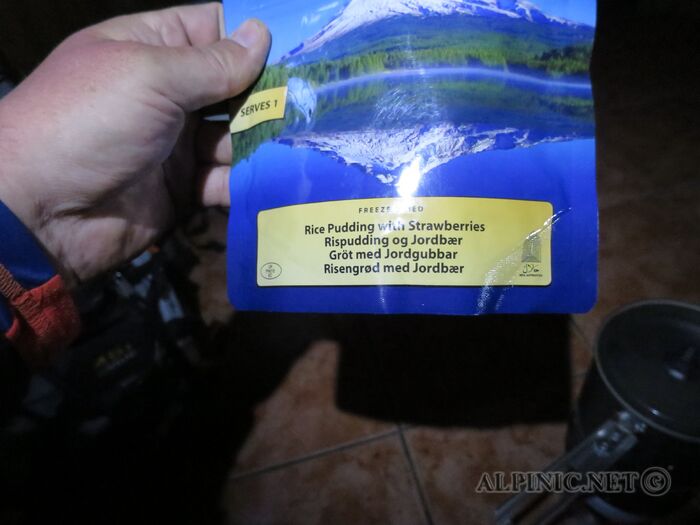 SERVES 1
FREEZE DRIED
Rice Pudding with Strawberries
Rispudding og Jordbær
Gröt med Jordgubbar
Risengrød med Jordbær
ALPINIC.NET ©